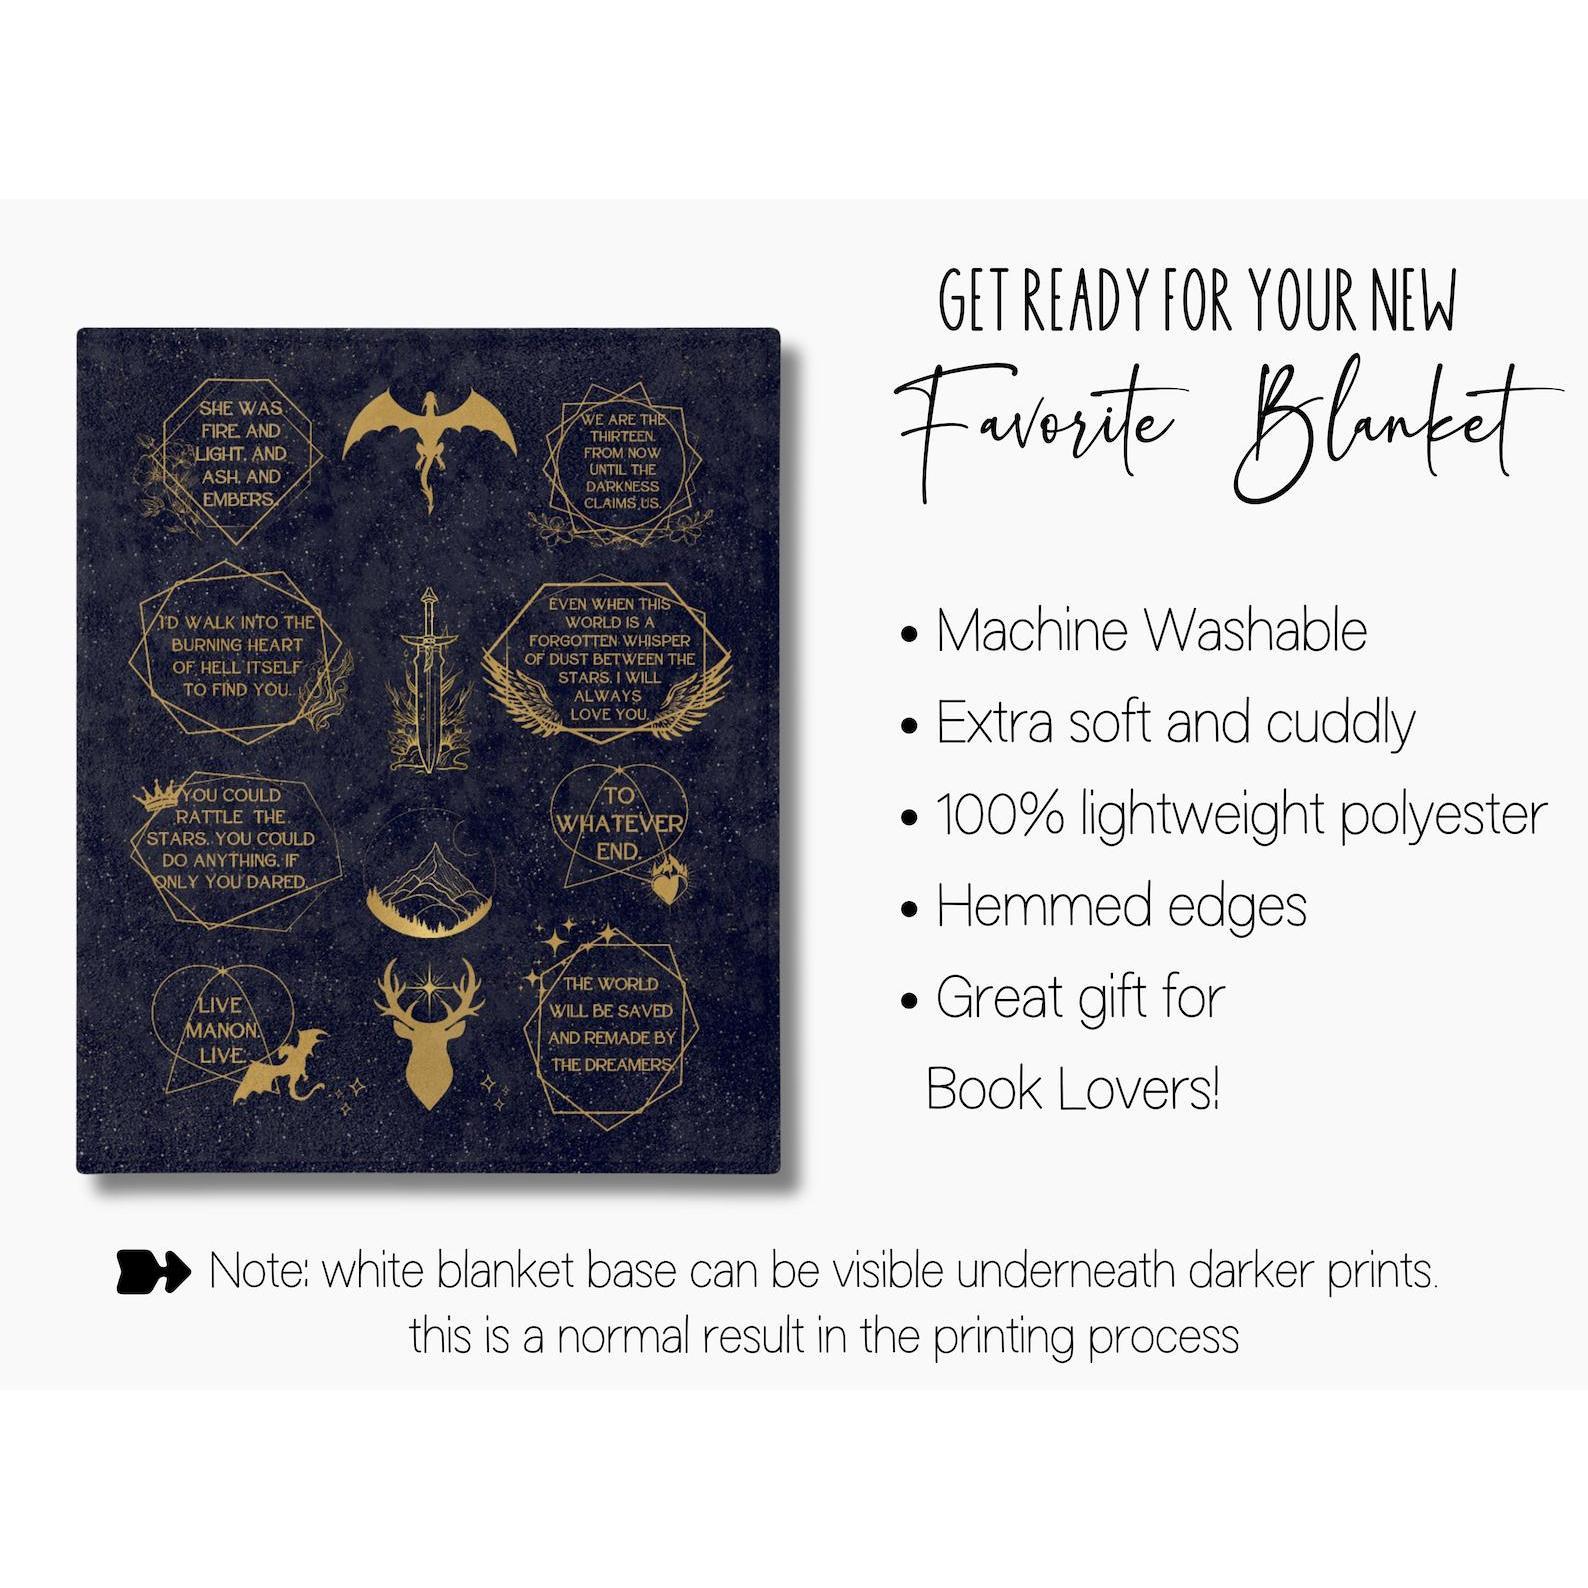 GET READY FOR YOUR NEW
Favorite Blanket
SHE WAS
FIRE, AND
LIGHT, AND
ASH, AND
EMBERS.
WE ARE THE
THIRTEEN,
FROM NOW
UNTIL THE
DARKNESS
CLAIMS US.
I'D WALK INTO THE
BURNING HEART
OF HELL ITSELF
TO FIND YOU.
EVEN WHEN THIS
WORLD IS A
FORGOTTEN WHISPER
OF DUST BETWEEN THE
STARS, I WILL
ALWAYS
LOVE YOU.
YOU COULD
RATTLE THE
STARS. YOU COULD
DO ANYTHING, IF
ONLY YOU DARED.
TO
WHATEVER
END.
LIVE
MANON.
LIVE.
THE WORLD
WILL BE SAVED
AND REMADE BY
THE DREAMERS.
• Machine Washable
• Extra soft and cuddly
• 100% lightweight polyester
• Hemmed edges
• Great gift for
Book Lovers!
Note: white blanket base can be visible underneath darker prints.
this is a normal result in the printing process